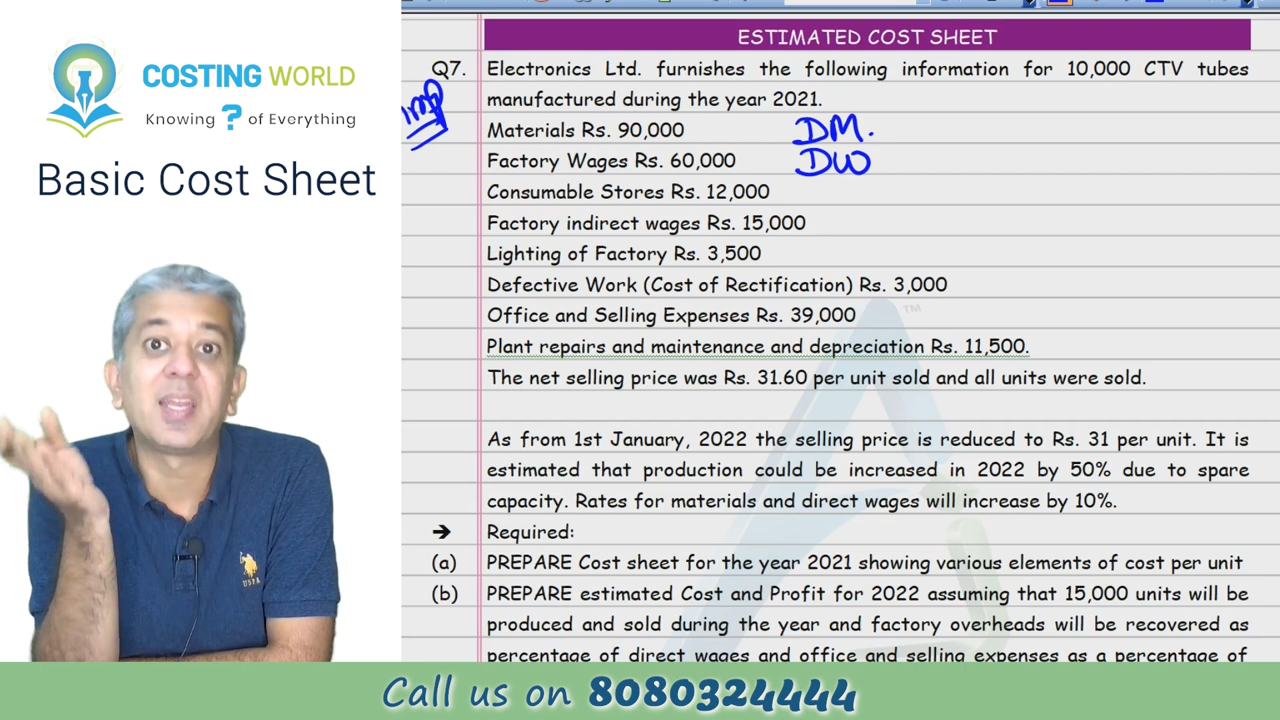 COSTING WORLD
Knowing ? of Everything
Basic Cost Sheet
ESTIMATED COST SHEET
Q7. Electronics Ltd. furnishes the following information for 10,000 CTV tubes
manufactured during the year 2021.
Imp
Materials Rs. 90,000 DM.
Factory Wages Rs. 60,000 DW
Consumable Stores Rs. 12,000
Factory indirect wages Rs. 15,000
Lighting of Factory Rs. 3,500
Defective Work (Cost of Rectification) Rs. 3,000
Office and Selling Expenses Rs. 39,000
Plant repairs and maintenance and depreciation Rs. 11,500.
The net selling price was Rs. 31.60 per unit sold and all units were sold.
As from 1st January, 2022 the selling price is reduced to Rs. 31 per unit. It is
estimated that production could be increased in 2022 by 50% due to spare
capacity. Rates for materials and direct wages will increase by 10%.
➔ Required:
(a) PREPARE Cost sheet for the year 2021 showing various elements of cost per unit
(b) PREPARE estimated Cost and Profit for 2022 assuming that 15,000 units will be
produced and sold during the year and factory overheads will be recovered as
percentage of direct wages and office and selling expenses as a percentage of
TM
U.S. POLO
USPA
Call us on 8080324444